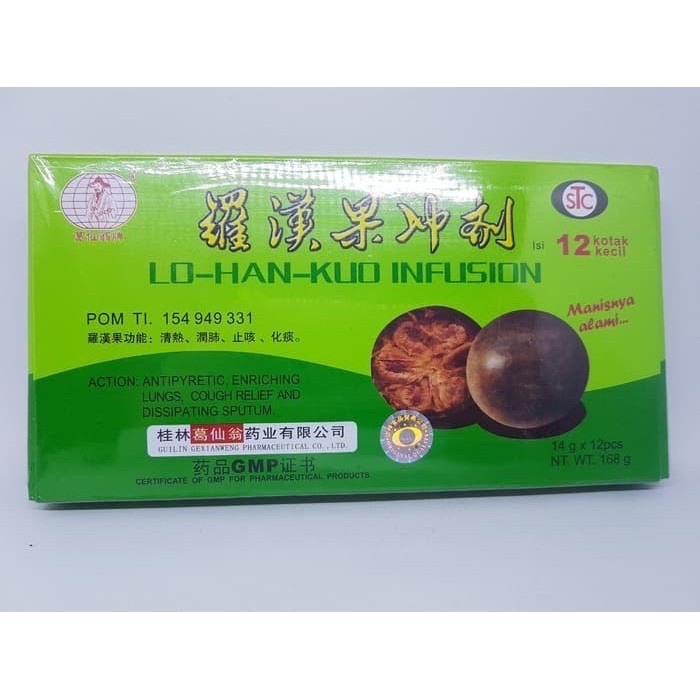 葛仙翁牌
羅漢果冲剂
STC
Isi 12 kotak kecil
LO-HAN-KUO INFUSION
Manisnya
alami...
POM TI. 154 949 331
羅漢果功能：清熱、潤肺、止咳、化痰。
ACTION: ANTIPYRETIC, ENRICHING
LUNGS, COUGH RELIEF AND
DISSIPATING SPUTUM.
桂林葛仙翁药业有限公司
GUILIN GEXIANWENG PHARMACEUTICAL CO., LTD.
药品GMP证书
CERTIFICATE OF GMP FOR PHARMACEUTICAL PRODUCTS
14 g x 12pcs
NT. WT. 168 g